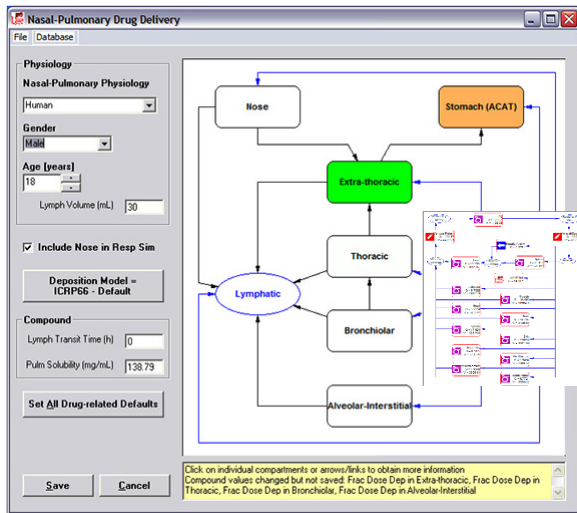 Nasal-Pulmonary Drug Delivery
File Database
Physiology
Nasal-Pulmonary Physiology
Human
Gender
Male
Age [years]
18
Lymph Volume (mL) 30
Include Nose in Resp Sim
Deposition Model =
ICRP66 - Default
Compound
Lymph Transit Time (h) 0
Pulm Solubility (mg/mL) 138.79
Set All Drug-related Defaults
Save Cancel
Nose
Stomach (ACAT)
Extra-thoracic
Thoracic
Lymphatic
Bronchiolar
Alveolar-Interstitial
Click on individual compartments or arrows/links to obtain more information
Compound values changed but not saved: Frac Dose Dep in Extra-thoracic, Frac Dose Dep in
Thoracic, Frac Dose Dep in Bronchiolar, Frac Dose Dep in Alveolar-Interstitial